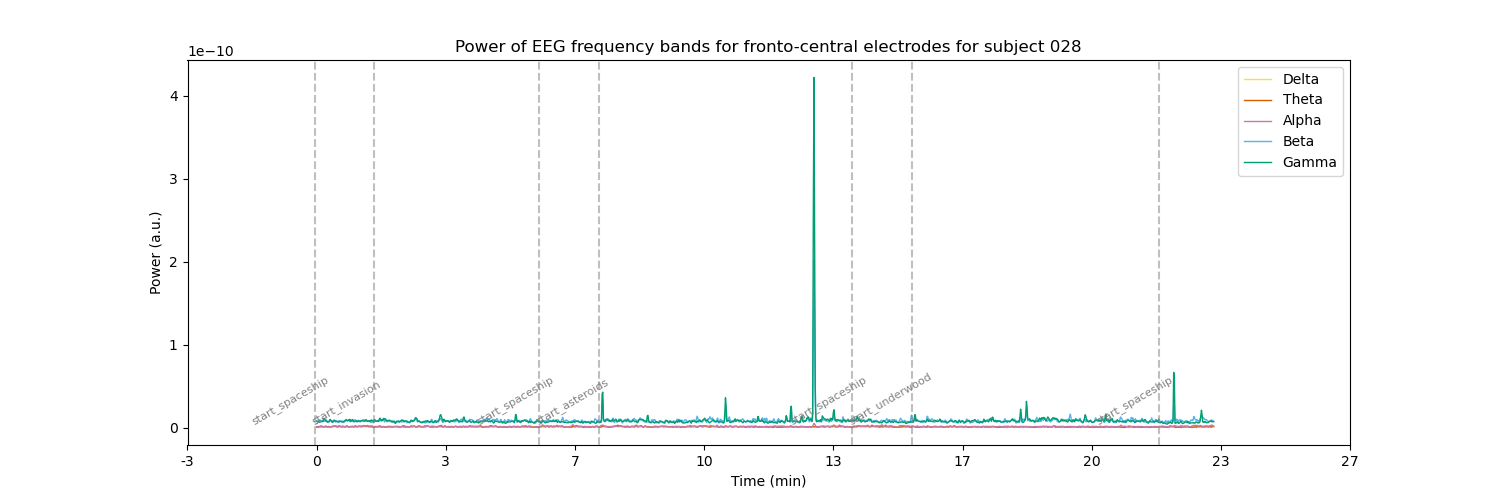 Power of EEG frequency bands for fronto-central electrodes for subject 028
1e−10
Delta
Theta
Alpha
Beta
Gamma
4
3
2
1
0
Power (a.u.)
start_spaceship
start_invasion
start_spaceship
start_asteroids
start_spaceship
start_underwood
start_spaceship
-3 0 3 7 10 13 17 20 23 27
Time (min)